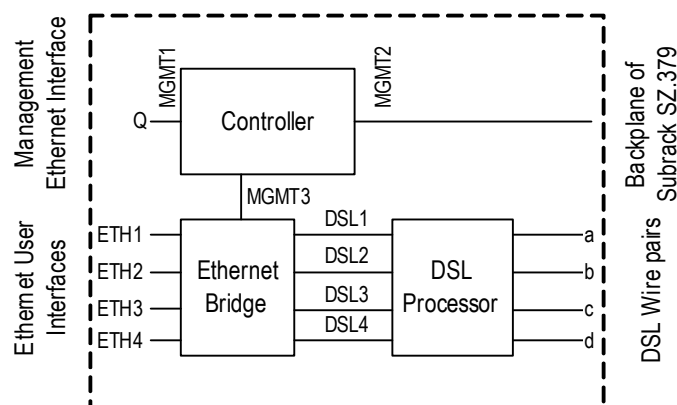 Management
Ethernet Interface
MGMT1
MGMT2
Q
Controller
Backplane of
Subrack SZ.379
MGMT3
Ethernet User
Interfaces
ETH1
ETH2
ETH3
ETH4
Ethernet
Bridge
DSL1
DSL2
DSL3
DSL4
DSL
Processor
a
b
c
d
DSL Wire pairs